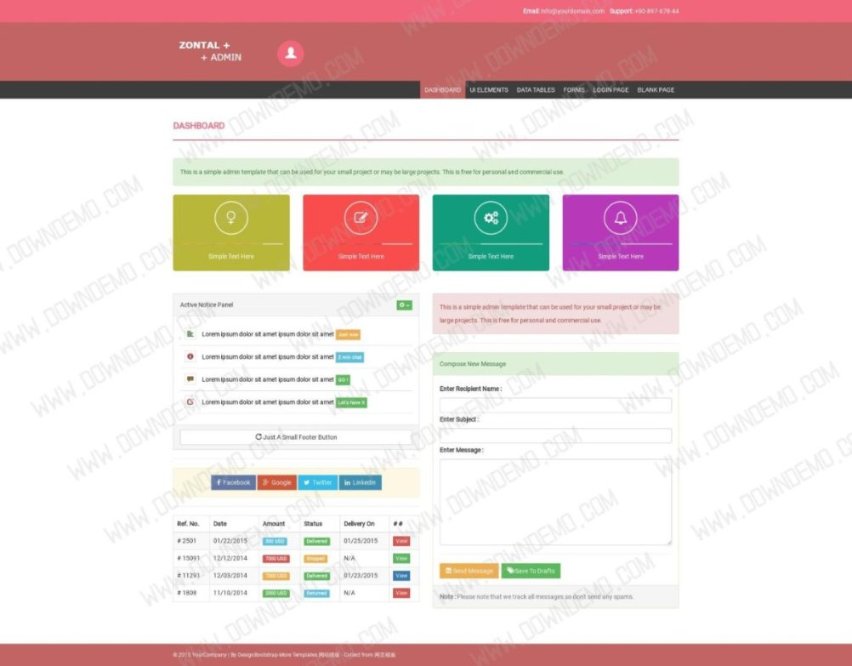 Email: info@yourdomain.com Support: +90-897-678-44
ZONTAL +
+ ADMIN
DASHBOARD UI ELEMENTS DATA TABLES FORMS LOGIN PAGE BLANK PAGE
DASHBOARD
This is a simple admin template that can be used for your small project or may be large projects. This is free for personal and commercial use.
Simple Text Here
Simple Text Here
Simple Text Here
Simple Text Here
Active Notice Panel
Lorem ipsum dolor sit amet ipsum dolor sit amet Just now
Lorem ipsum dolor sit amet ipsum dolor sit amet 2 min chat
Lorem ipsum dolor sit amet ipsum dolor sit amet GO !
Lorem ipsum dolor sit amet ipsum dolor sit amet Let's have it
Just A Small Footer Button
Facebook Google Twitter Linkedin
Ref. No. Date Amount Status Delivery On # #
# 2501 01/22/2015 300 USD Delivered 01/25/2015 View
# 15091 12/12/2014 7000 USD Shipped N/A View
# 11291 12/03/2014 7000 USD Delivered 01/23/2015 View
# 1808 11/10/2014 2000 USD Delivered N/A View
This is a simple admin template that can be used for your small project or may be
large projects. This is free for personal and commercial use.
Compose New Message
Enter Recipient Name :
Enter Subject :
Enter Message :
Send Message Save To Drafts
Note : Please note that we track all messages so don't send any spams.
© 2015 YourCompany | By DesignBootstrap More Templates - Collect from
WWW.DOWNDEMO.COM